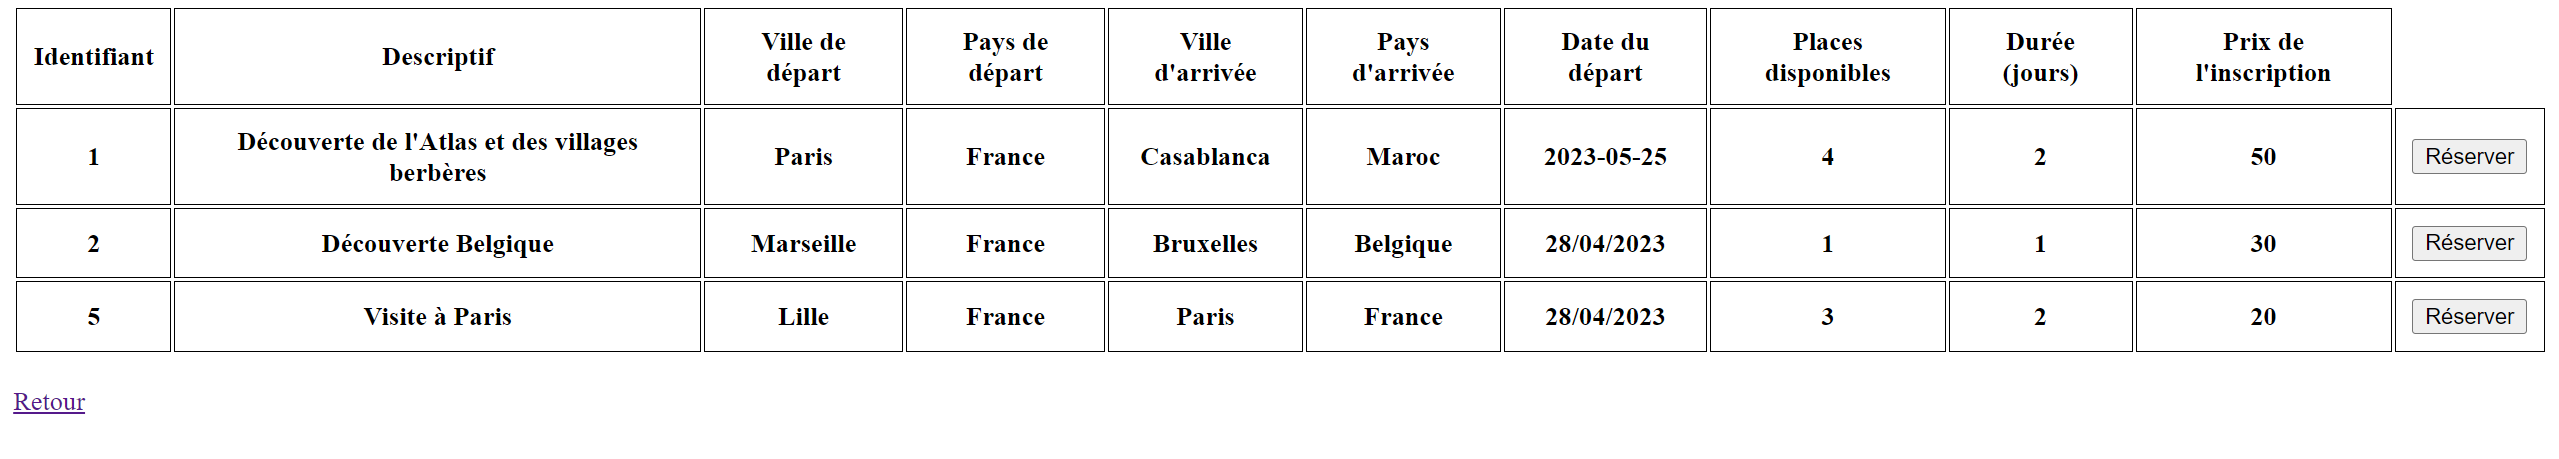 Identifiant Descriptif Ville de départ Pays de départ Ville d'arrivée Pays d'arrivée Date du départ Places disponibles Durée (jours) Prix de l'inscription
1 Découverte de l'Atlas et des villages berbères Paris France Casablanca Maroc 2023-05-25 4 2 50 Réserver
2 Découverte Belgique Marseille France Bruxelles Belgique 28/04/2023 1 1 30 Réserver
5 Visite à Paris Lille France Paris France 28/04/2023 3 2 20 Réserver
Retour